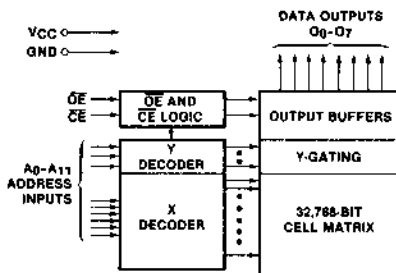 DATA OUTPUTS
O0-O7
VCC
GND
OE
CE
OE AND
CE LOGIC
OUTPUT BUFFERS
Y
DECODER
Y-GATING
A0-A11
ADDRESS
INPUTS
X
DECODER
32,768-BIT
CELL MATRIX